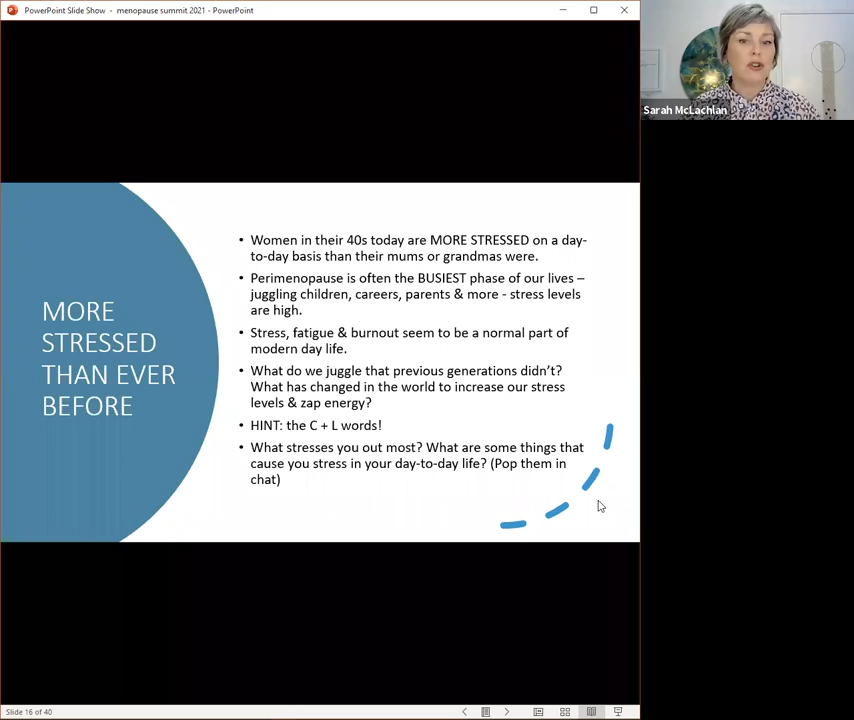 PowerPoint Slide Show - menopause summit 2021 - PowerPoint
Sarah McLachlan
MORE
STRESSED
THAN EVER
BEFORE
• Women in their 40s today are MORE STRESSED on a day-
to-day basis than their mums or grandmas were.
• Perimenopause is often the BUSIEST phase of our lives –
juggling children, careers, parents & more - stress levels
are high.
• Stress, fatigue & burnout seem to be a normal part of
modern day life.
• What do we juggle that previous generations didn't?
What has changed in the world to increase our stress
levels & zap energy?
• HINT: the C + L words!
• What stresses you out most? What are some things that
cause you stress in your day-to-day life? (Pop them in
chat)
Slide 16 of 40